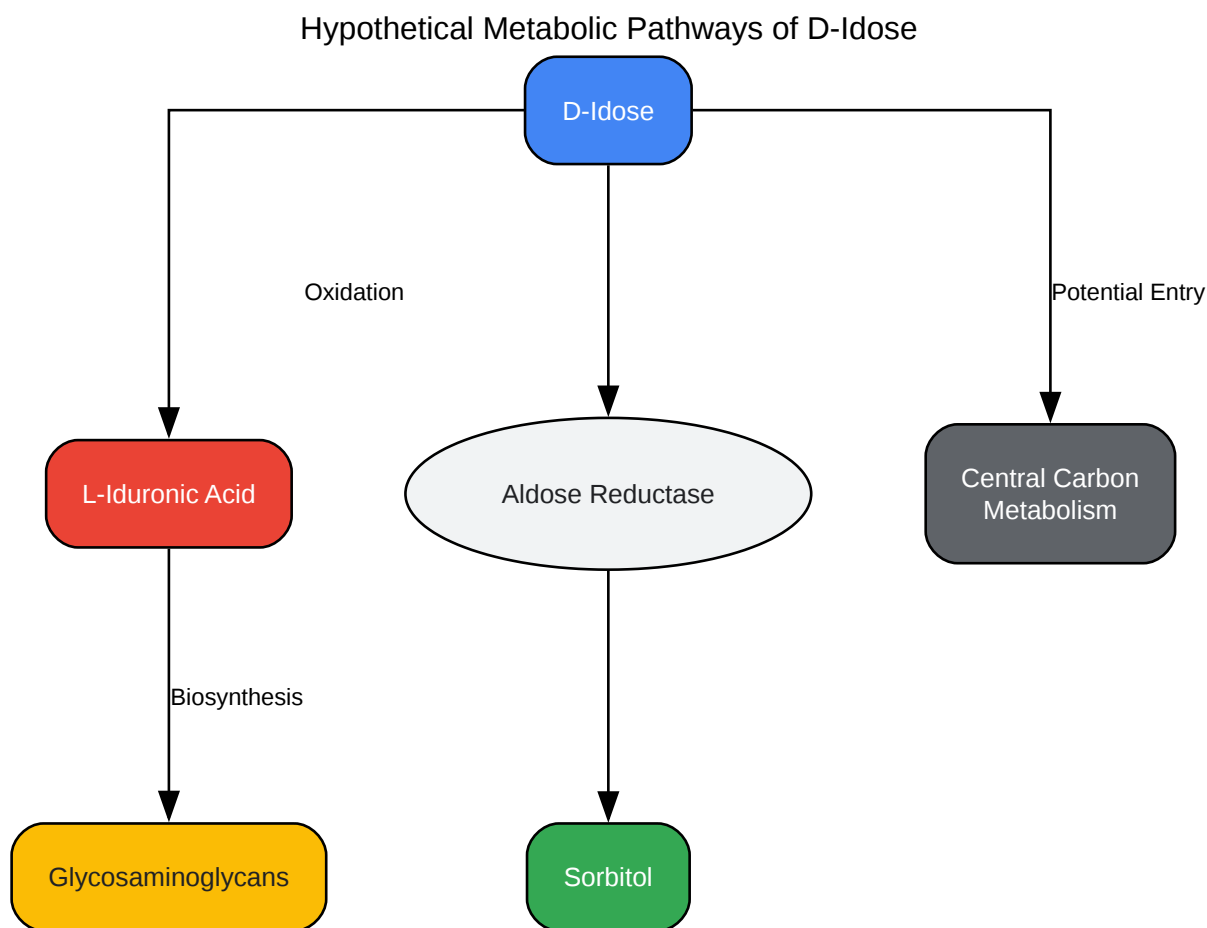 Hypothetical Metabolic Pathways of D-Idose
D-Idose
Oxidation
Potential Entry
L-Iduronic Acid
Aldose Reductase
Central Carbon
Metabolism
Biosynthesis
Glycosaminoglycans
Sorbitol